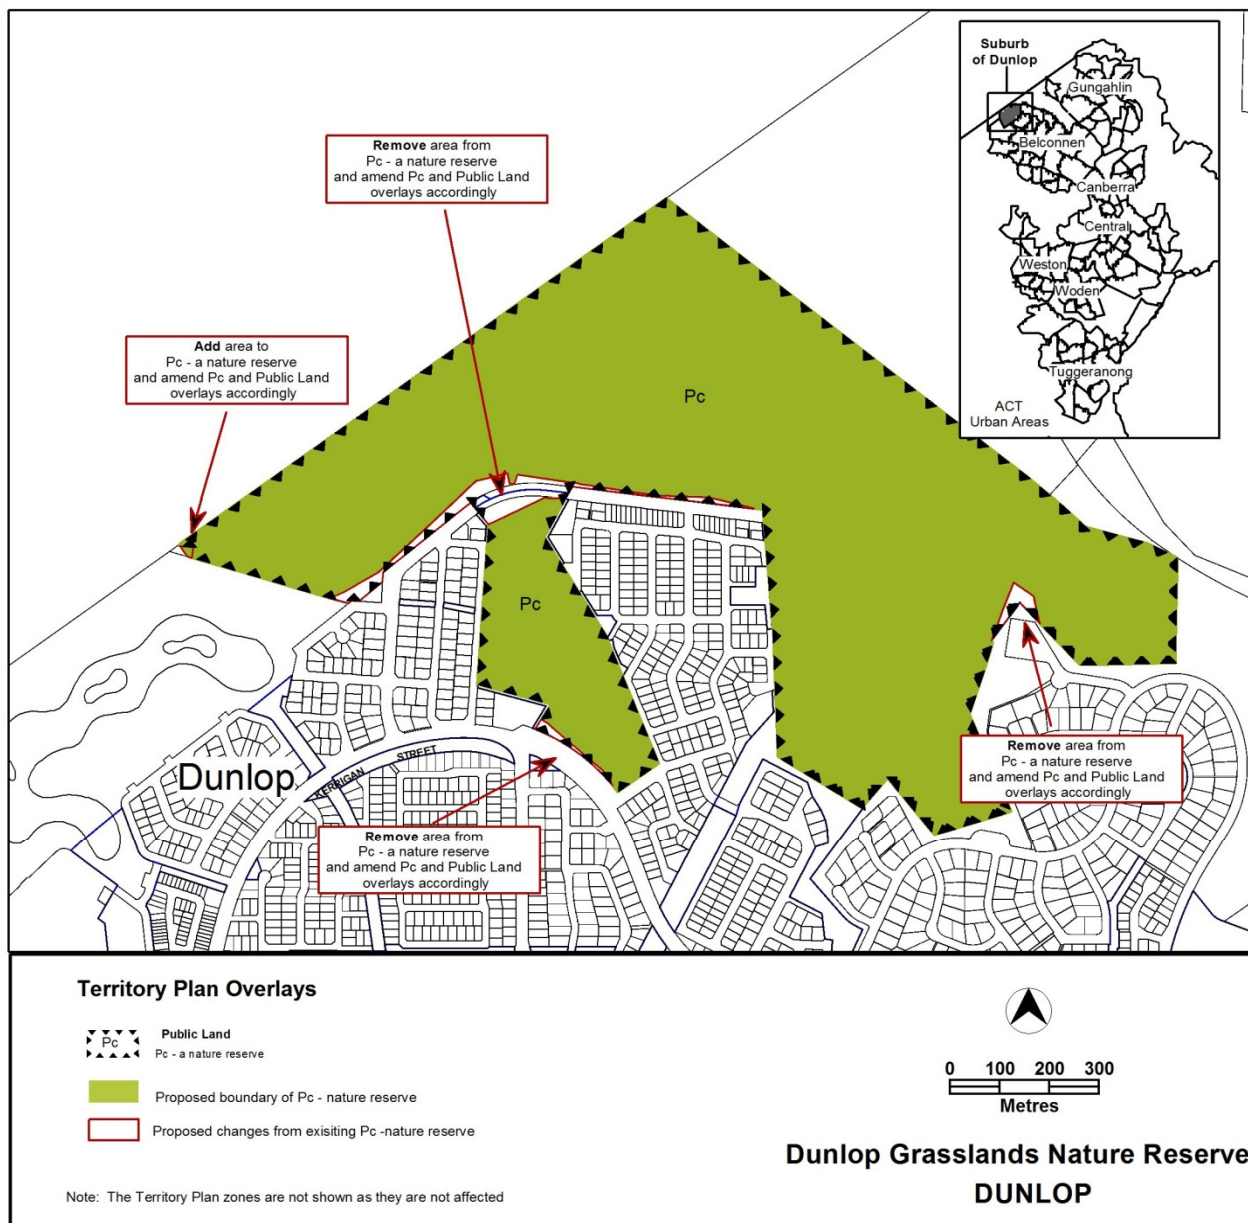 Suburb
of Dunlop
Gungahlin
Belconnen
Canberra
Central
Weston
Woden
Tuggeranong
ACT
Urban Areas
Remove area from
Pc - a nature reserve
and amend Pc and Public Land
overlays accordingly
Add area to
Pc - a nature reserve
and amend Pc and Public Land
overlays accordingly
Pc
Pc
Remove area from
Pc - a nature reserve
and amend Pc and Public Land
overlays accordingly
Dunlop
KERRIGAN STREET
Remove area from
Pc - a nature reserve
and amend Pc and Public Land
overlays accordingly
Territory Plan Overlays
Pc
Public Land
Pc - a nature reserve
Proposed boundary of Pc - nature reserve
Proposed changes from exisiting Pc -nature reserve
Note: The Territory Plan zones are not shown as they are not affected
0 100 200 300
Metres
Dunlop Grasslands Nature Reserve
DUNLOP